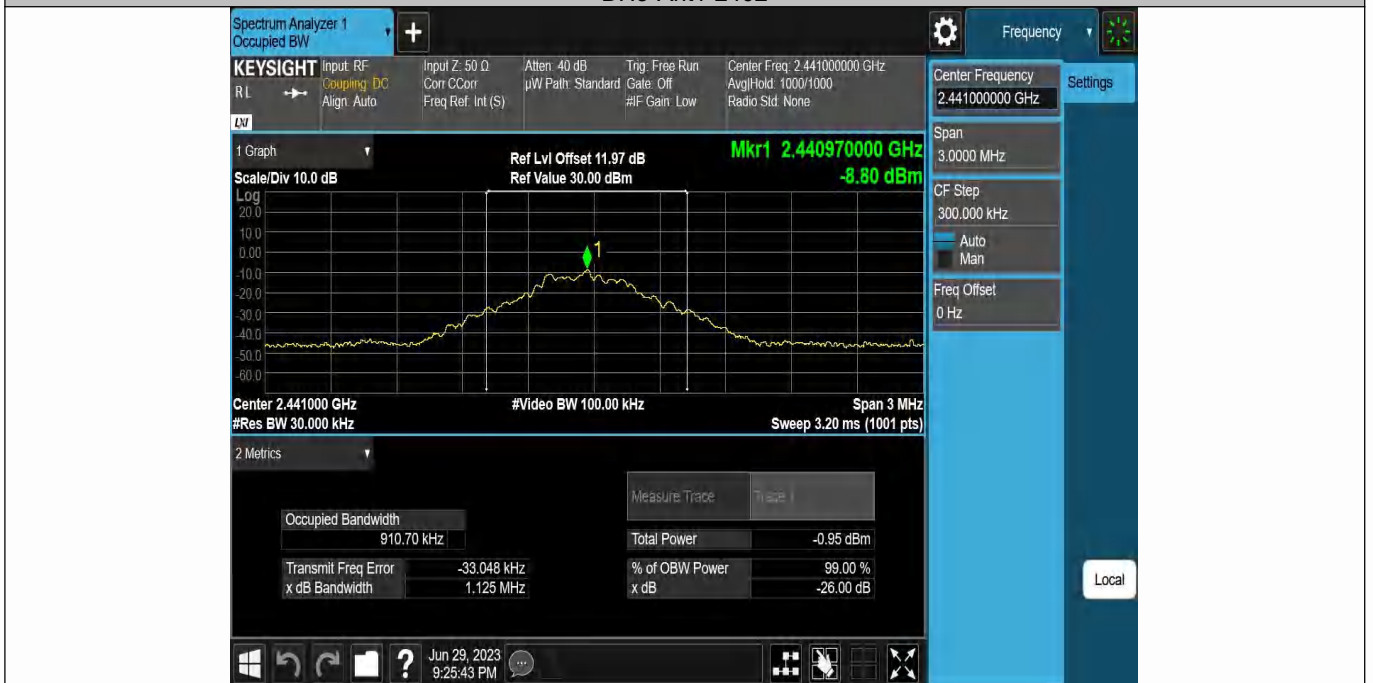 Spectrum Analyzer 1
Occupied BW
+
Frequency
KEYSIGHT
R L
LXI
Input: RF
Coupling: DC
Align: Auto
Input Z: 50 Ω
Corr CCorr
Freq Ref: Int (S)
Atten: 40 dB
µW Path: Standard
Trig: Free Run
Gate: Off
#IF Gain: Low
Center Freq: 2.441000000 GHz
Avg|Hold: 1000/1000
Radio Std: None
Center Frequency
2.441000000 GHz
Settings
Span
3.0000 MHz
CF Step
300.000 kHz
Auto
Man
Freq Offset
0 Hz
Local
1 Graph
Scale/Div 10.0 dB
Ref Lvl Offset 11.97 dB
Ref Value 30.00 dBm
Mkr1 2.440970000 GHz
-8.80 dBm
Log
20.0
10.0
0.00
-10.0
-20.0
-30.0
-40.0
-50.0
-60.0
1
Center 2.441000 GHz
#Res BW 30.000 kHz
#Video BW 100.00 kHz
Span 3 MHz
Sweep 3.20 ms (1001 pts)
2 Metrics
Measure Trace Trace 1
Occupied Bandwidth
910.70 kHz
Total Power -0.95 dBm
Transmit Freq Error -33.048 kHz
% of OBW Power 99.00 %
x dB Bandwidth 1.125 MHz
x dB -26.00 dB
?
Jun 29, 2023
9:25:43 PM